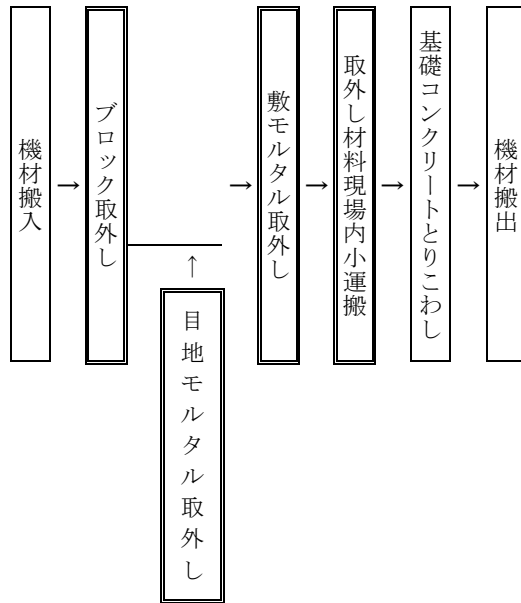 機材搬入
→
ブロック取外し
→
敷モルタル取外し
→
取外し材料現場内小運搬
→
基礎コンクリートとりこわし
→
機材搬出
↑
目地モルタル取外し